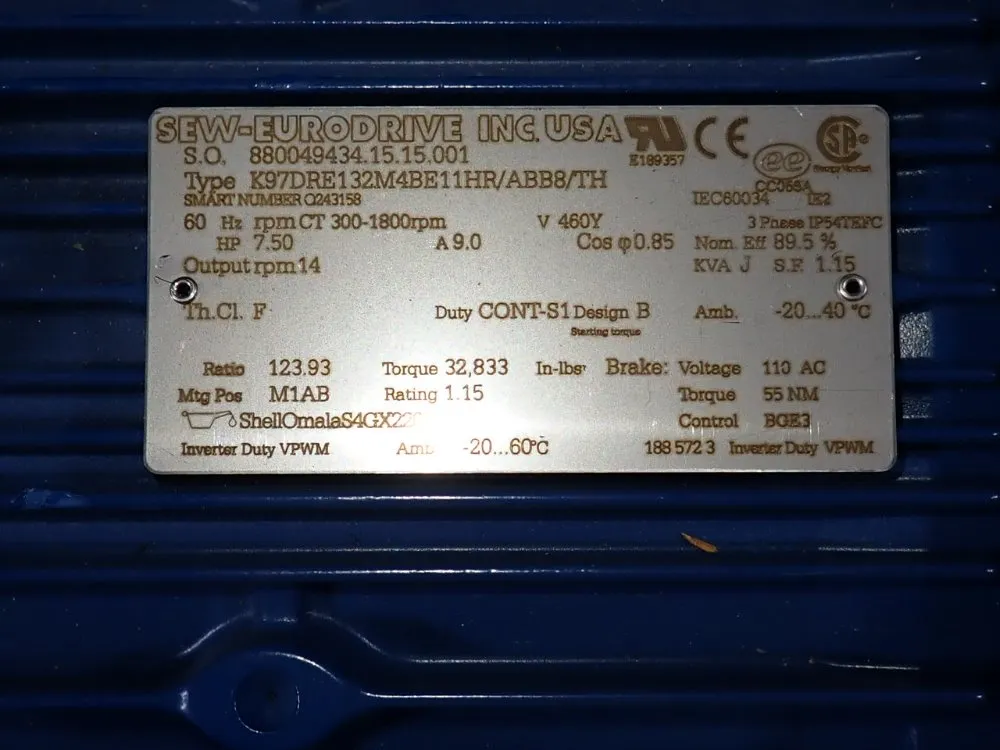 SEW-EURODRIVE INC. USA
S.O. 880049434.15.15.001
E189357
Type K97DRE132M4BE11HR/ABB8/TH
SMART NUMBER O243158
IEC60034 IE2
60 Hz rpm CT 300-1800rpm V 460Y 3 Phase IP54TEFC
HP 7.50 A 9.0 Cos φ 0.85 Nom. Eff 89.5 %
Output rpm 14 KVA J S.F. 1.15
Th.Cl. F Duty CONT-S1 Design B Amb. -20...40 °C
Starting torque
Ratio 123.93 Torque 32,833 In-lbs Brake: Voltage 110 AC
Mtg Pos M1AB Rating 1.15 Torque 55 NM
ShellOmalaS4GX22 Control BGE3
Inverter Duty VPWM Amb. -20...60°C 188 572 3 Inverter Duty VPWM